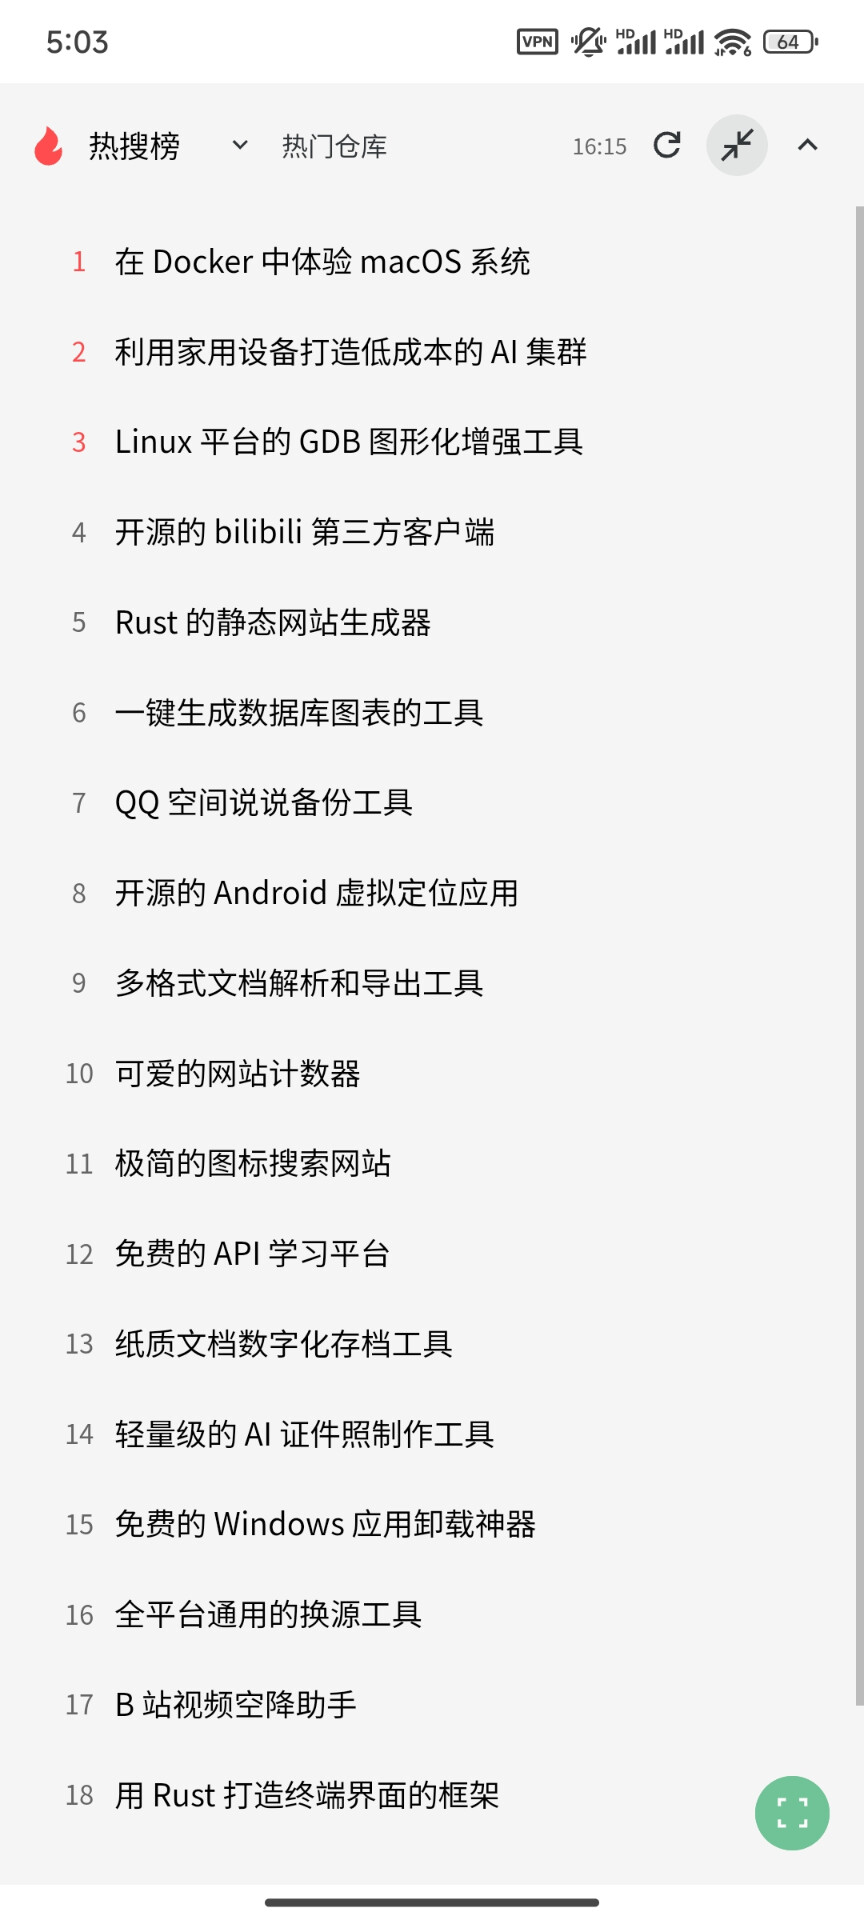 5:03 VPN HD HD 6 64
热搜榜 热门仓库 16:15
1 在 Docker 中体验 macOS 系统
2 利用家用设备打造低成本的 AI 集群
3 Linux 平台的 GDB 图形化增强工具
4 开源的 bilibili 第三方客户端
5 Rust 的静态网站生成器
6 一键生成数据库图表的工具
7 QQ 空间说说备份工具
8 开源的 Android 虚拟定位应用
9 多格式文档解析和导出工具
10 可爱的网站计数器
11 极简的图标搜索网站
12 免费的 API 学习平台
13 纸质文档数字化存档工具
14 轻量级的 AI 证件照制作工具
15 免费的 Windows 应用卸载神器
16 全平台通用的换源工具
17 B 站视频空降助手
18 用 Rust 打造终端界面的框架